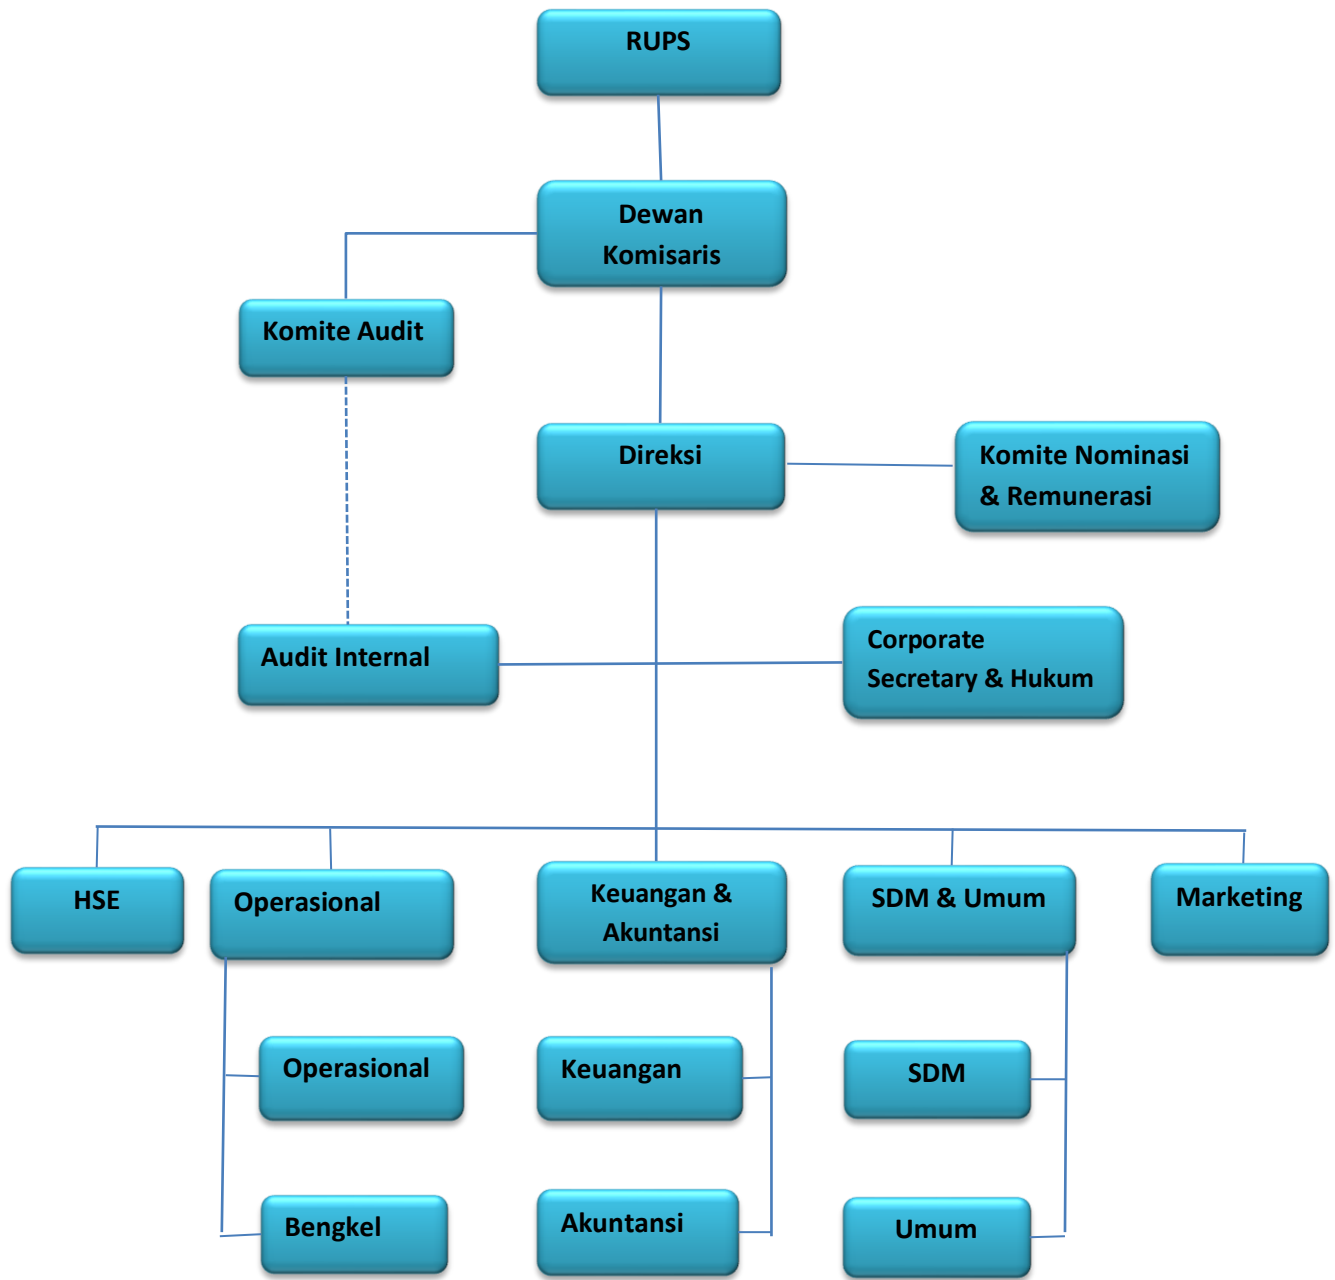 RUPS
Dewan
Komisaris
Komite Audit
Direksi
Komite Nominasi
& Remunerasi
Audit Internal
Corporate
Secretary & Hukum
HSE
Operasional
Keuangan &
Akuntansi
SDM & Umum
Marketing
Operasional
Keuangan
SDM
Bengkel
Akuntansi
Umum